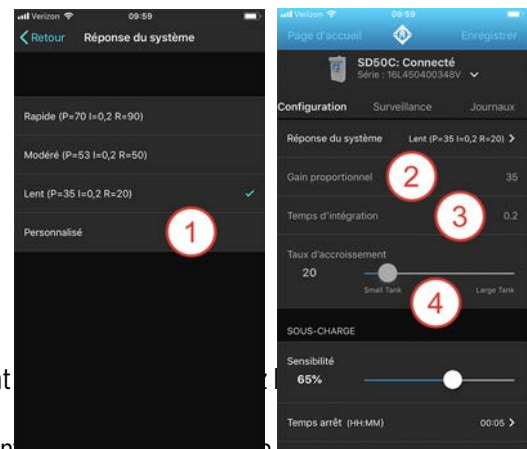 Verizon
09:59
Retour
Réponse du système
Rapide (P=70 I=0,2 R=90)
Modéré (P=53 I=0,2 R=50)
Lent (P=35 I=0,2 R=20)
Personnalisé
1
Verizon
09:59
Page d'accueil
Enregistrer
SD50C: Connecté
Série : 16L450400348V
Configuration
Surveillance
Journaux
Réponse du système
Lent (P=35 I=0,2 R=20)
Gain proportionnel
2
35
Temps d'intégration
3
0.2
Taux d'accroissement
20
Small Tank
Large Tank
4
SOUS-CHARGE
Sensibilité
65%
Temps arrêt (HH:MM)
00:05